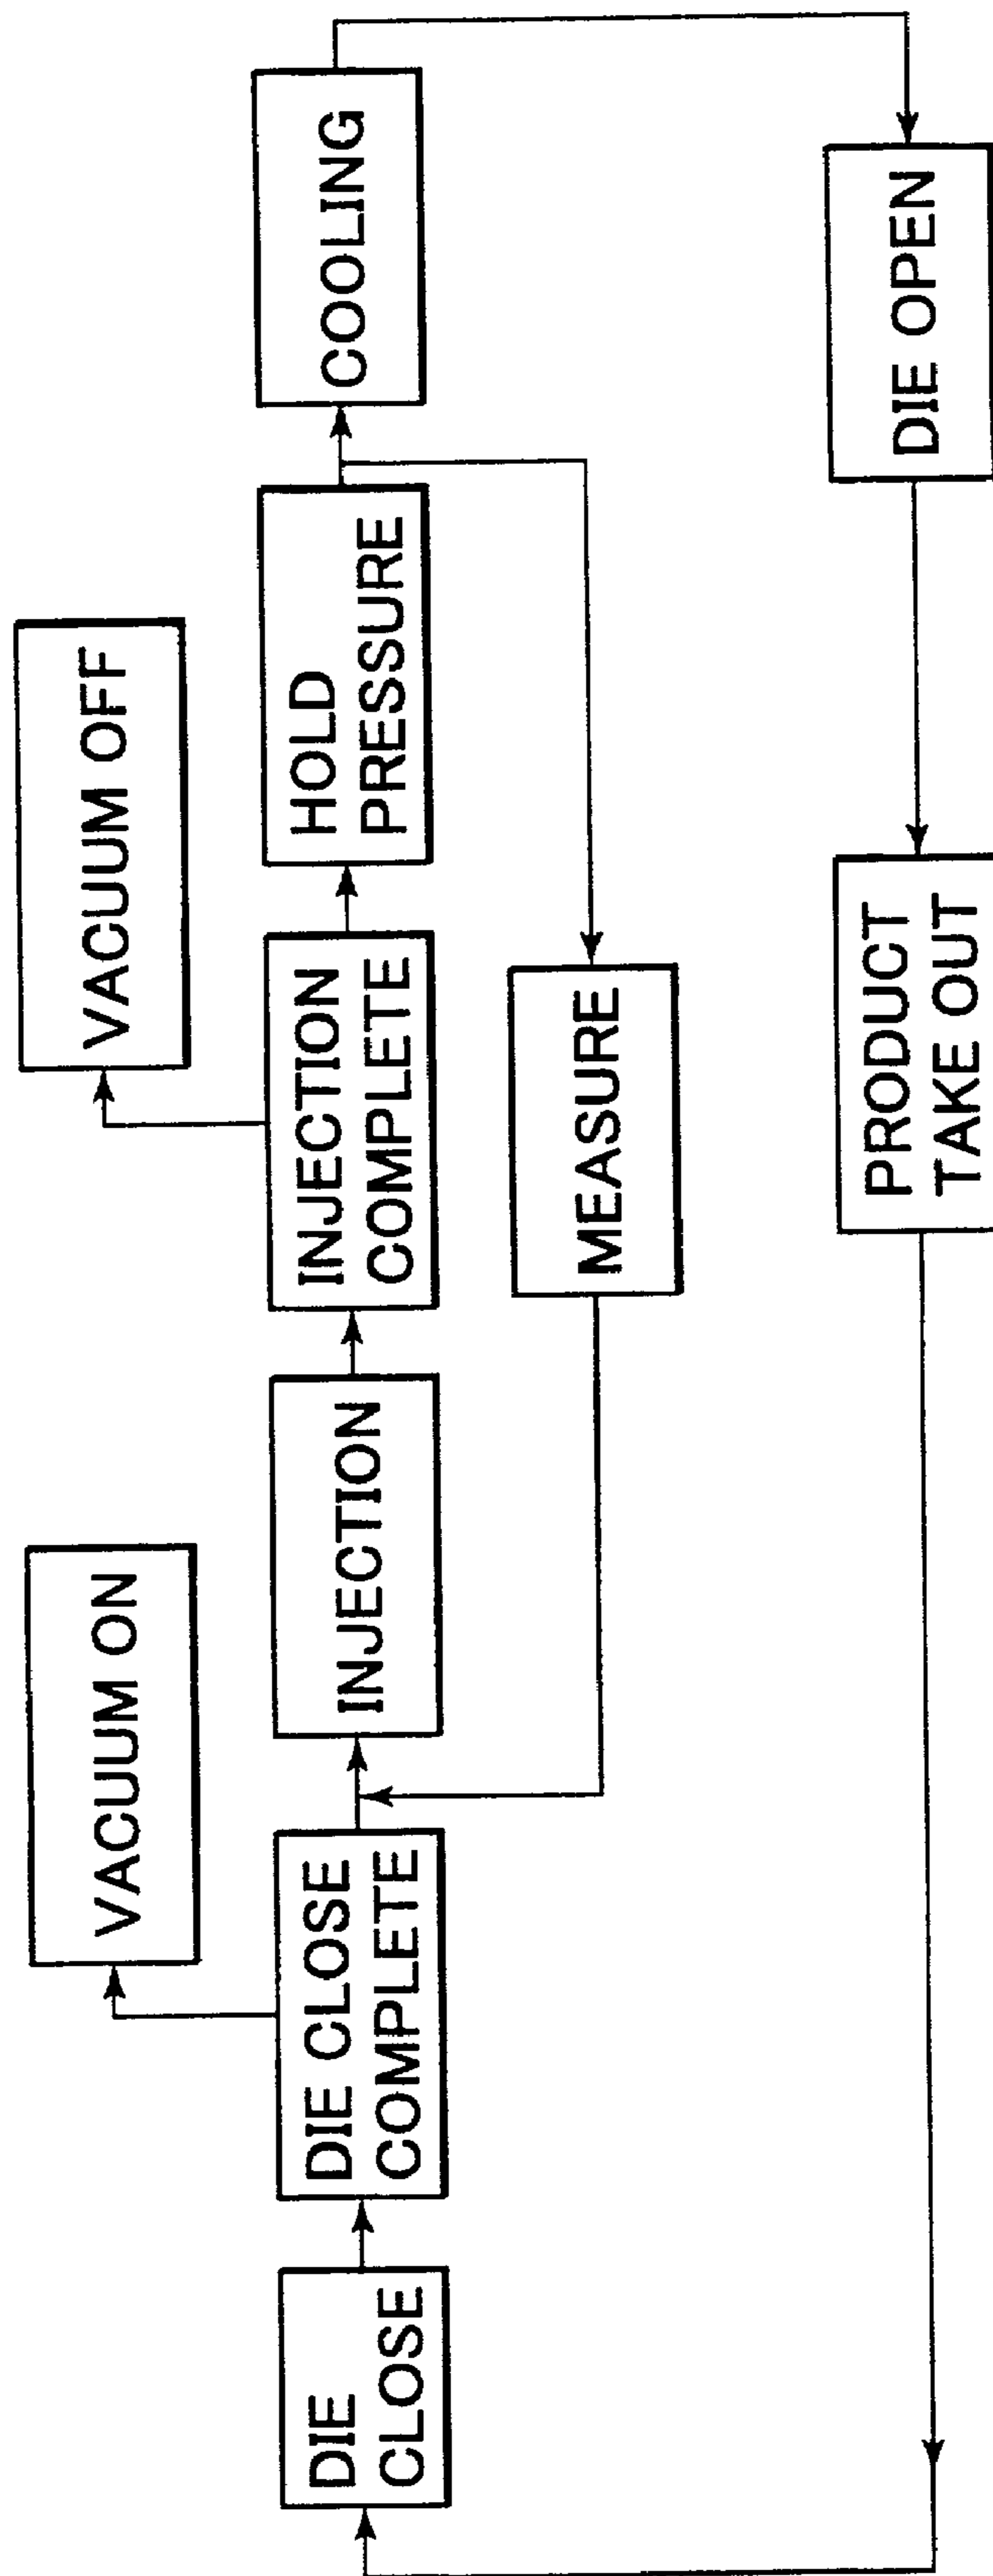 VACUUM ON
VACUUM OFF
DIE
CLOSE
DIE CLOSE
COMPLETE
INJECTION
INJECTION
COMPLETE
HOLD
PRESSURE
COOLING
MEASURE
PRODUCT
TAKE OUT
DIE OPEN